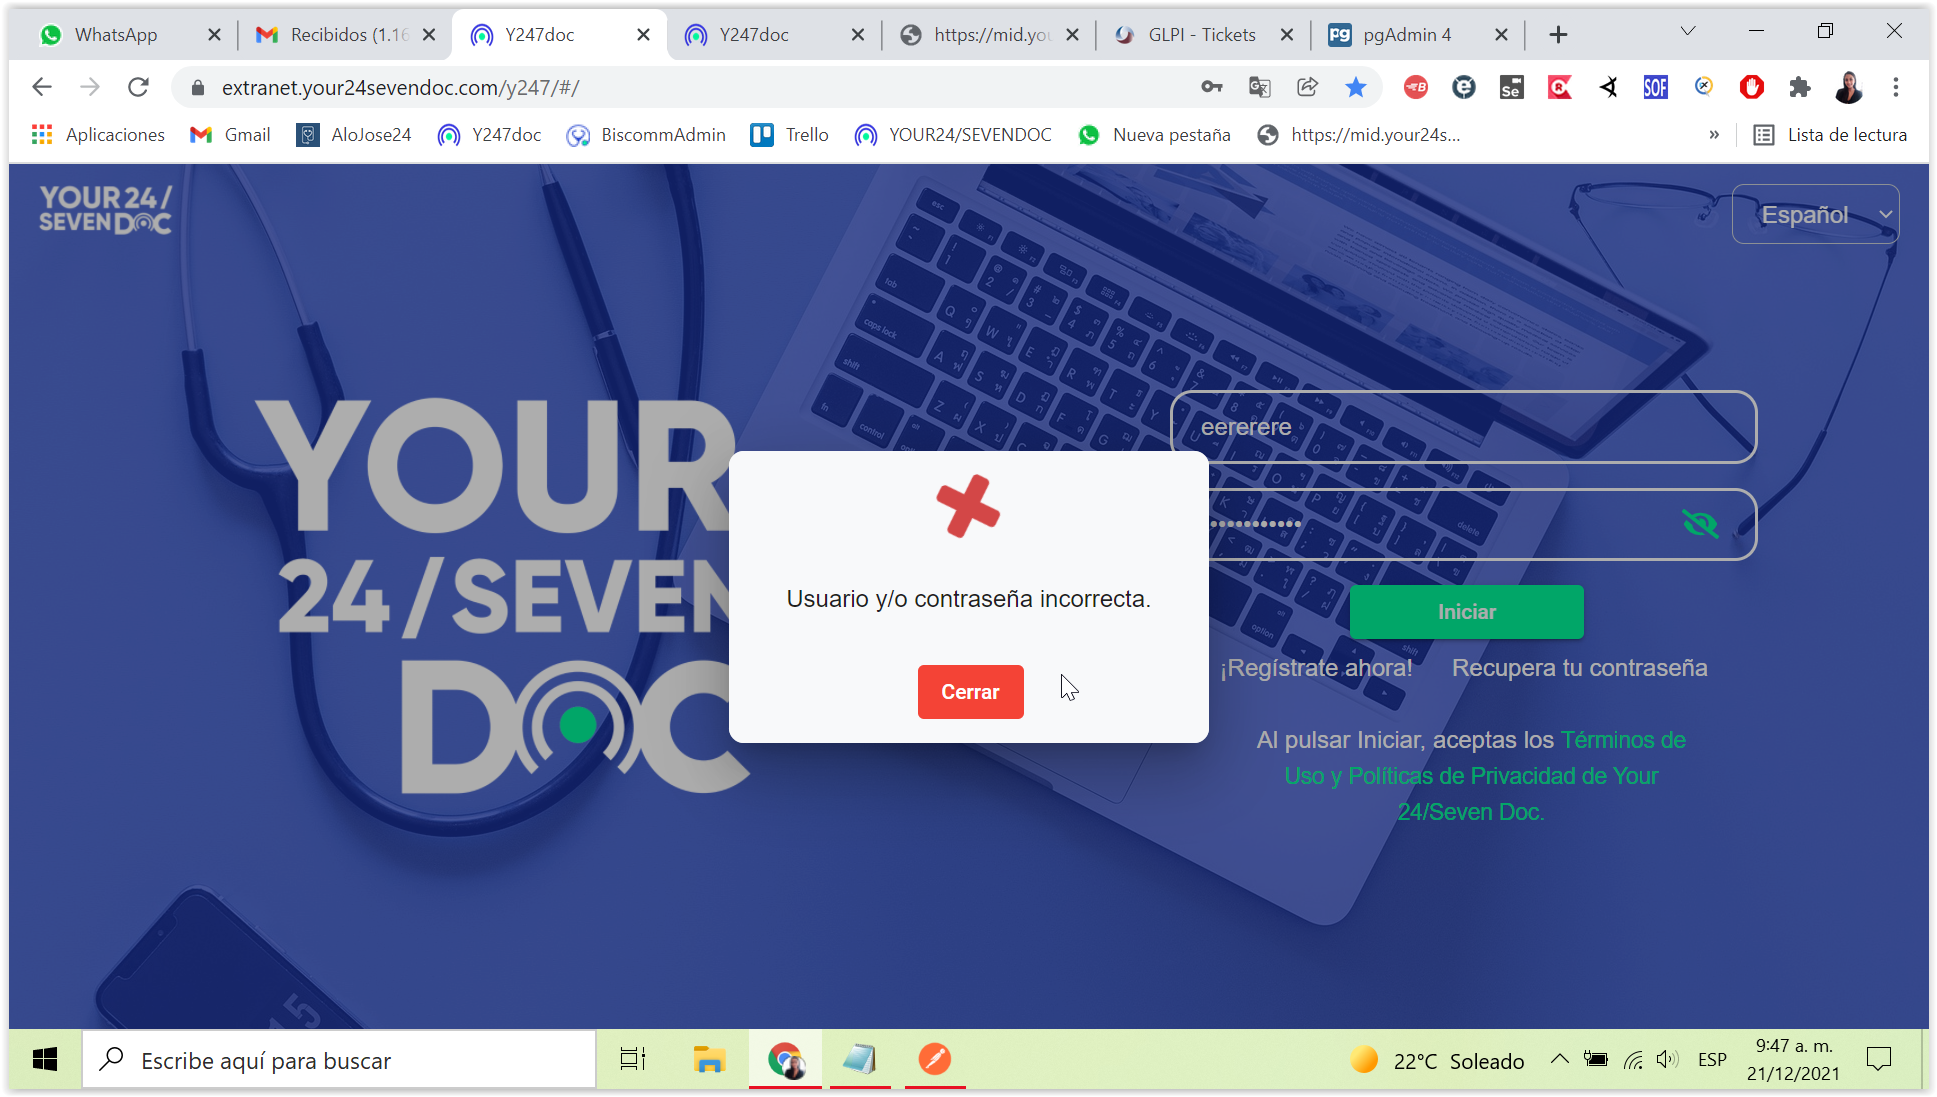 WhatsApp
Recibidos (1.16
Y247doc
Y247doc
https://mid.you
GLPI - Tickets
pgAdmin 4
extranet.your24sevendoc.com/y247/#/
Aplicaciones
Gmail
AloJose24
Y247doc
BiscommAdmin
Trello
YOUR24/SEVENDOC
Nueva pestaña
https://mid.your24s...
»
Lista de lectura
YOUR 24 /
SEVEN DOC
Español
YOUR
24/SEVEN
DOC
eererere
Usuario y/o contraseña incorrecta.
Cerrar
Iniciar
¡Regístrate ahora!
Recupera tu contraseña
Al pulsar Iniciar, aceptas los Términos de
Uso y Políticas de Privacidad de Your
24/Seven Doc.
Escribe aquí para buscar
22°C Soleado
ESP
9:47 a. m.
21/12/2021